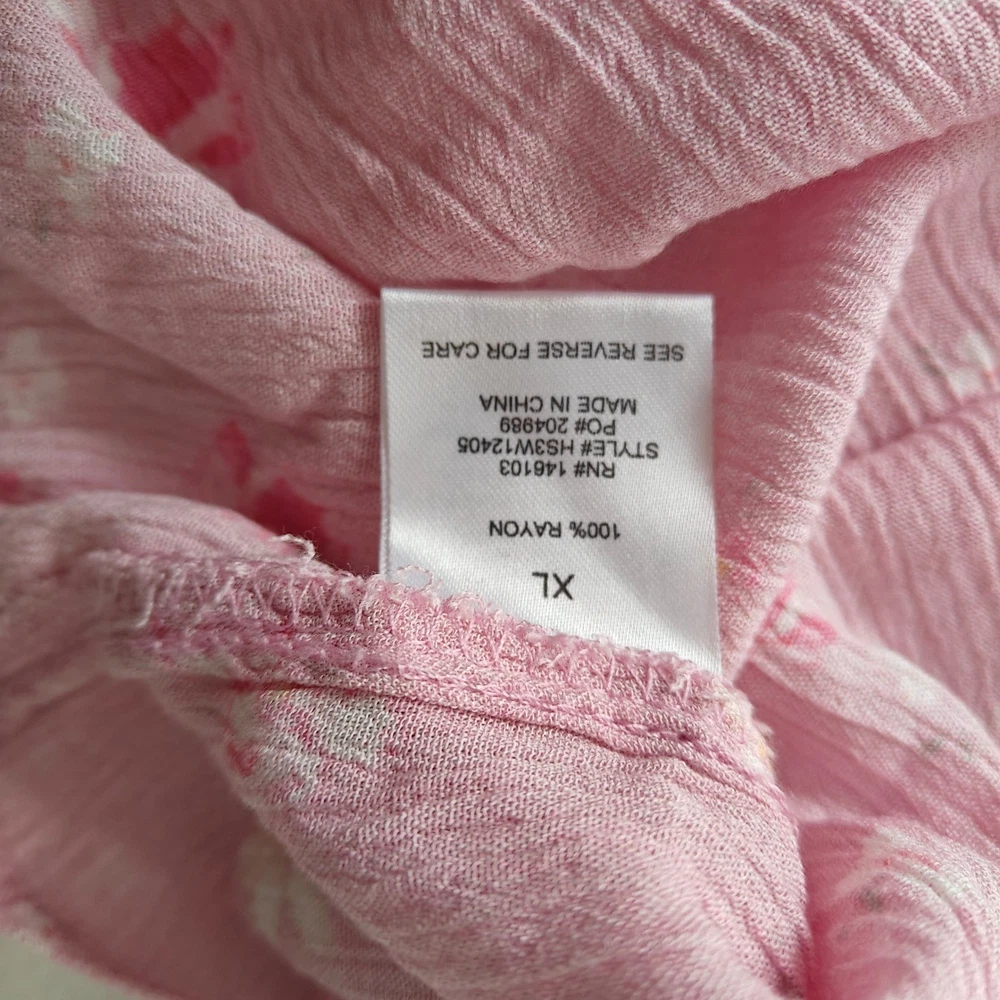 XL
100% RAYON
RN# 146103
STYLE# HS3W12405
PO# 204989
MADE IN CHINA
SEE REVERSE FOR CARE